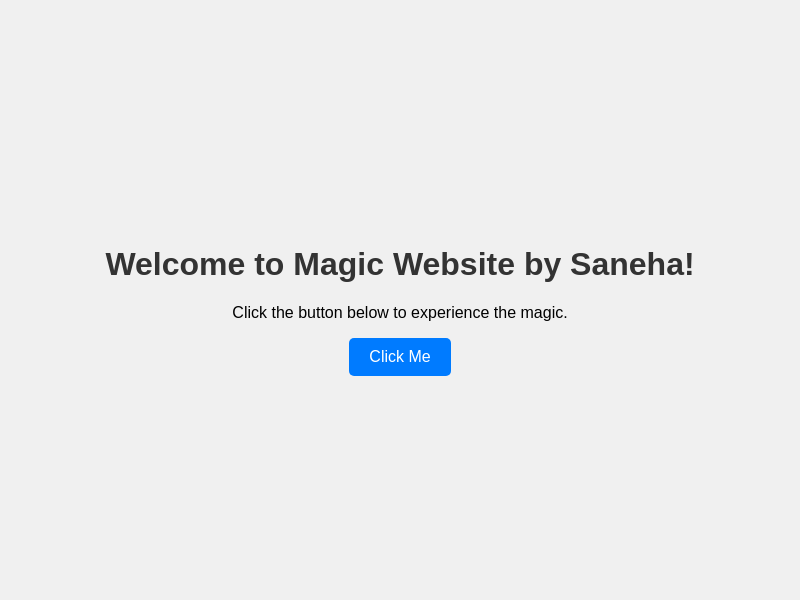 Welcome to Magic Website by Saneha!
Click the button below to experience the magic.
Click Me